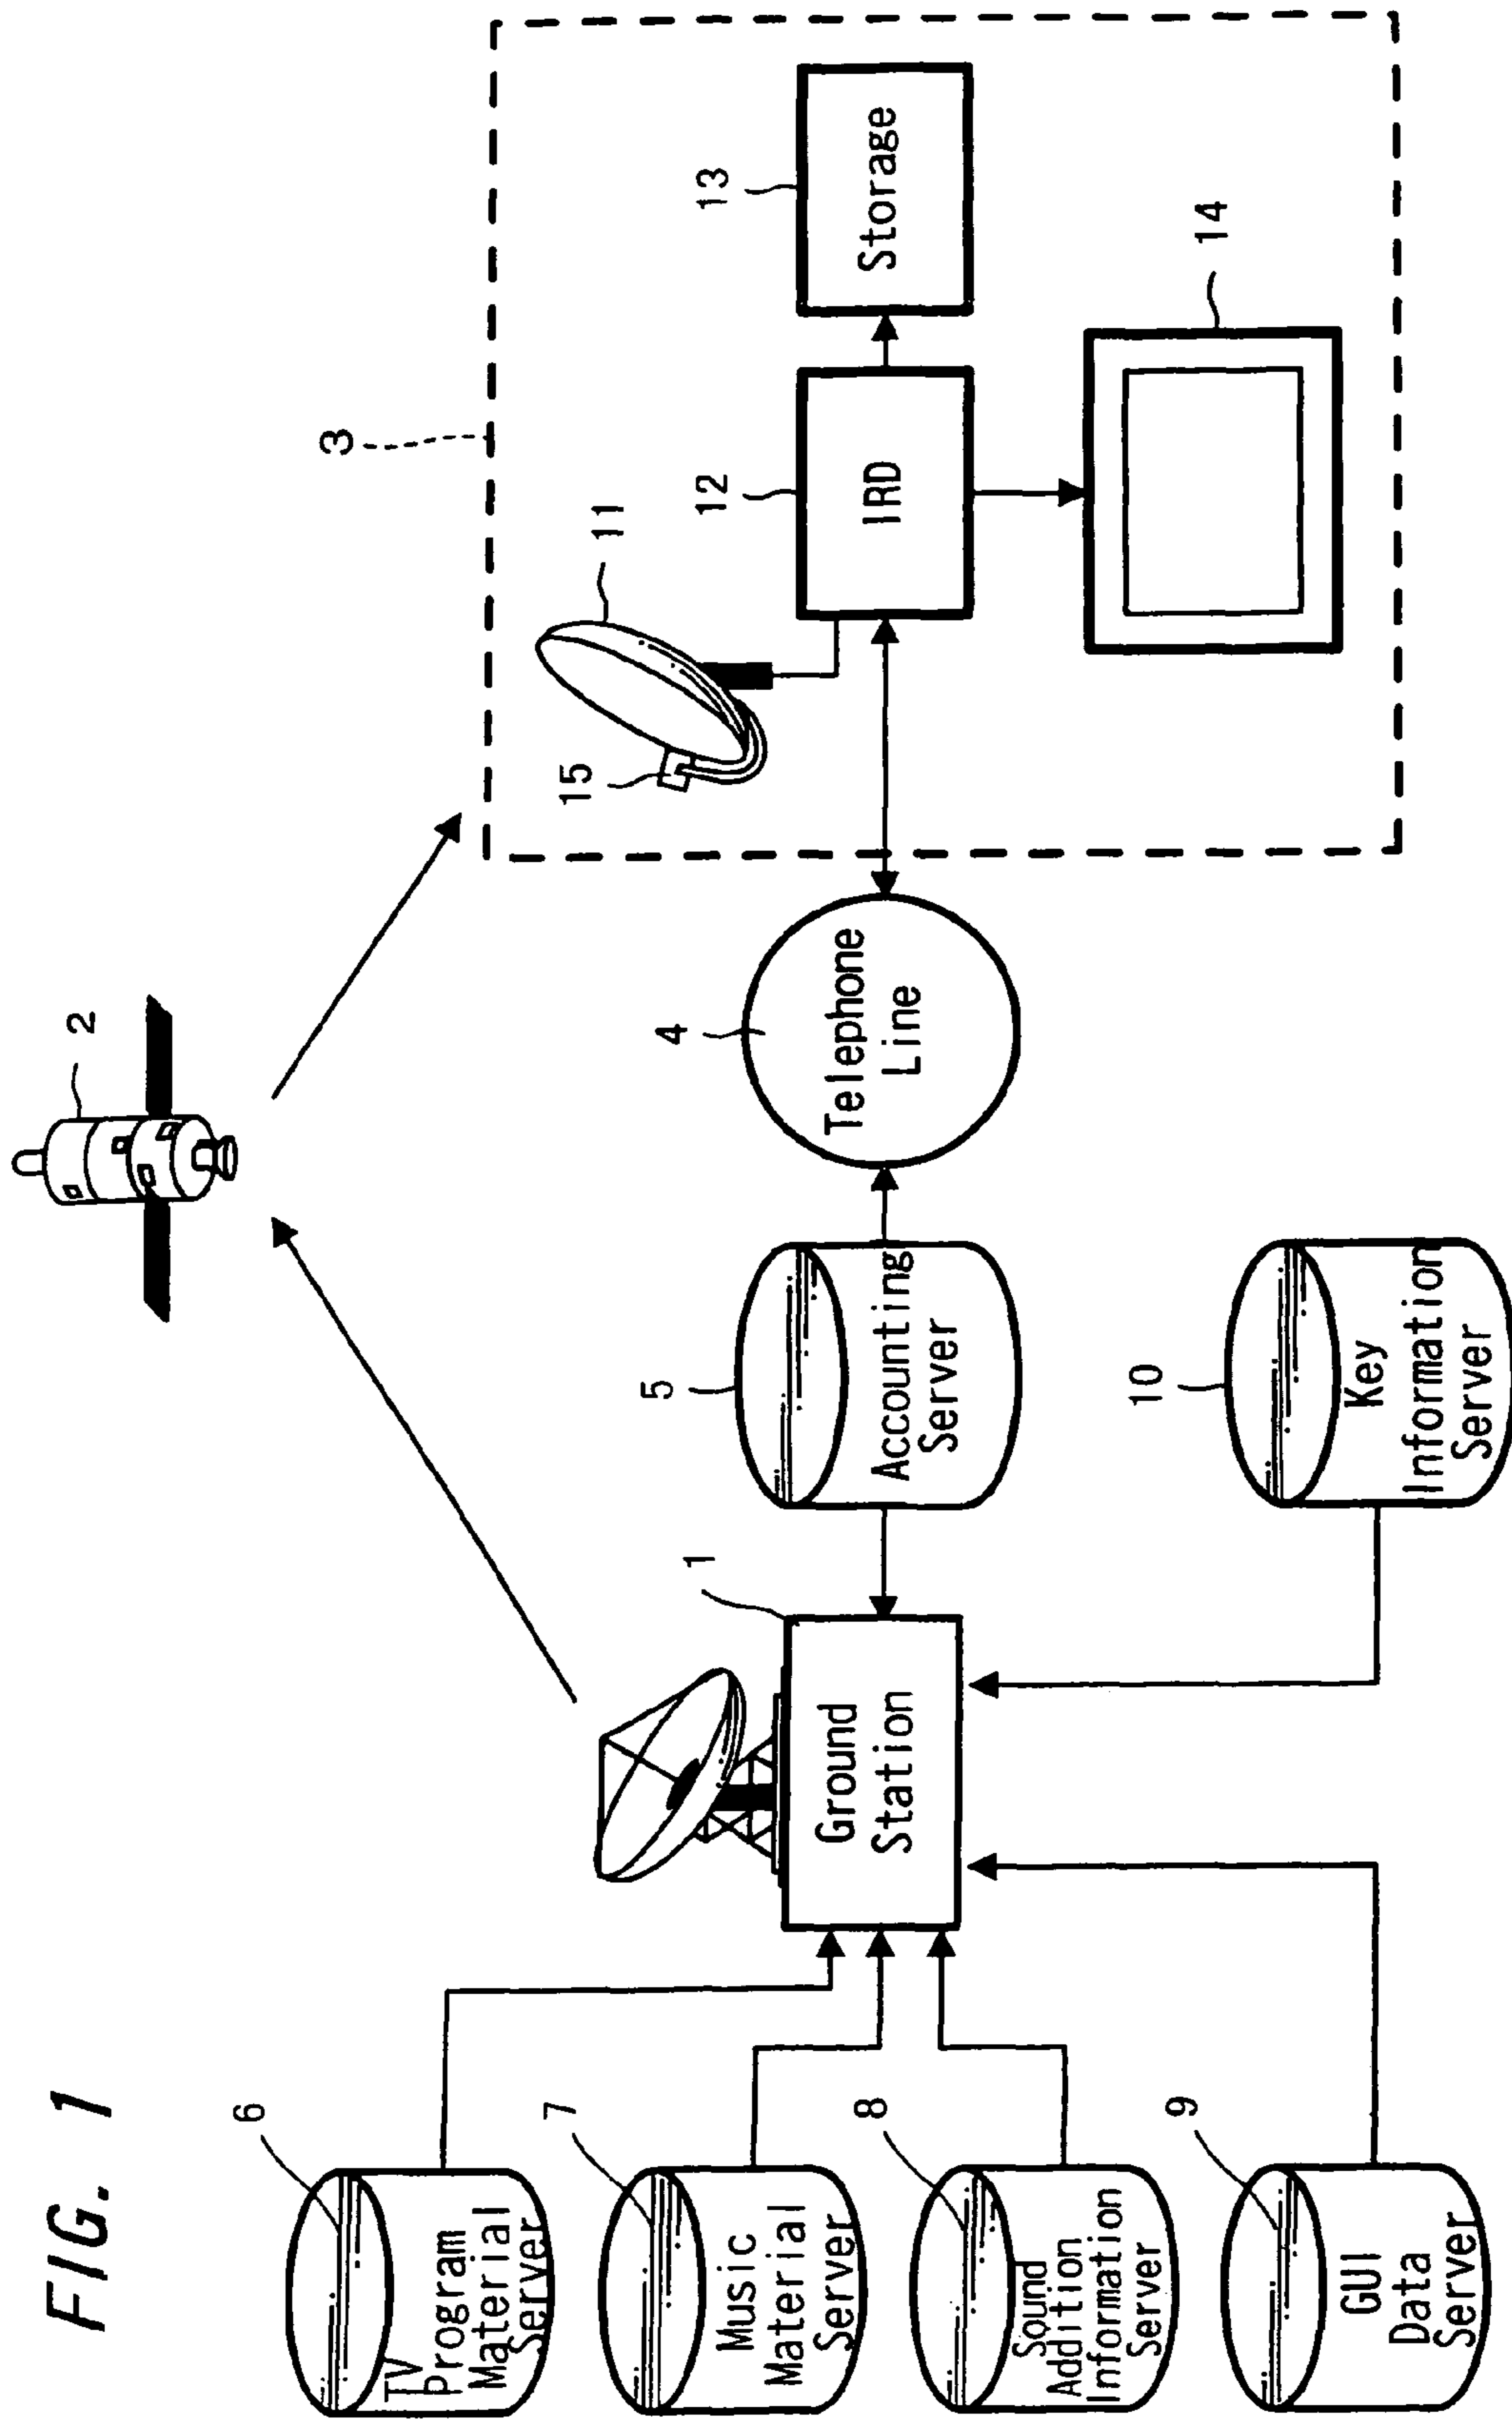 FIG. 1
2
3
6
TV
Program
Material
Server
7
Music
Material
Server
8
Sound
Addition
Information
Server
9
GUI
Data
Server
1
Ground
Station
5
Accounting
Server
10
Key
Information
Server
4
Telephone
Line
15
11
12
IRD
13
Storage
14